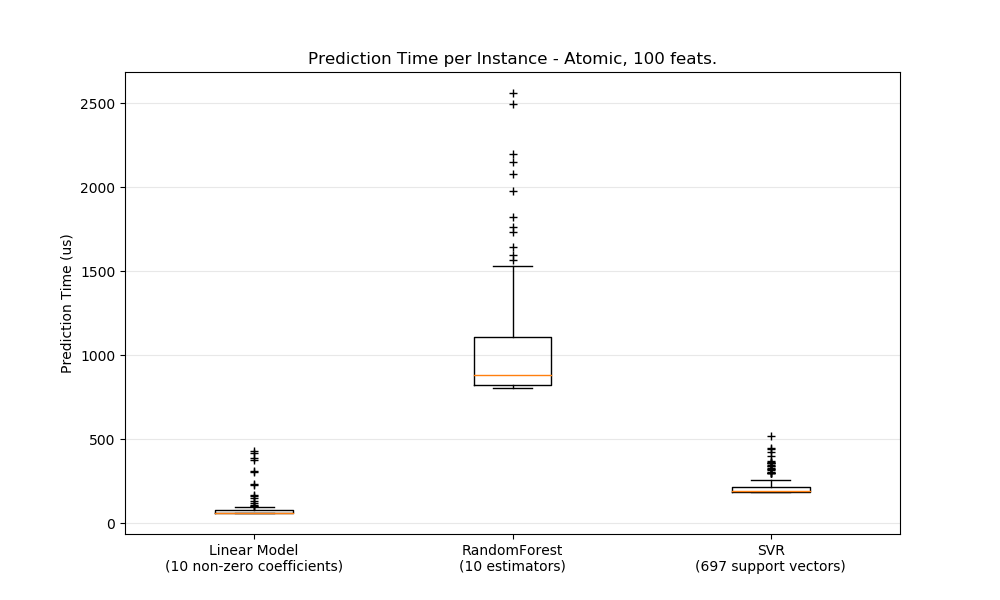 Prediction Time per Instance - Atomic, 100 feats.
Prediction Time (us)
2500
2000
1500
1000
500
0
Linear Model
(10 non-zero coefficients)
RandomForest
(10 estimators)
SVR
(697 support vectors)